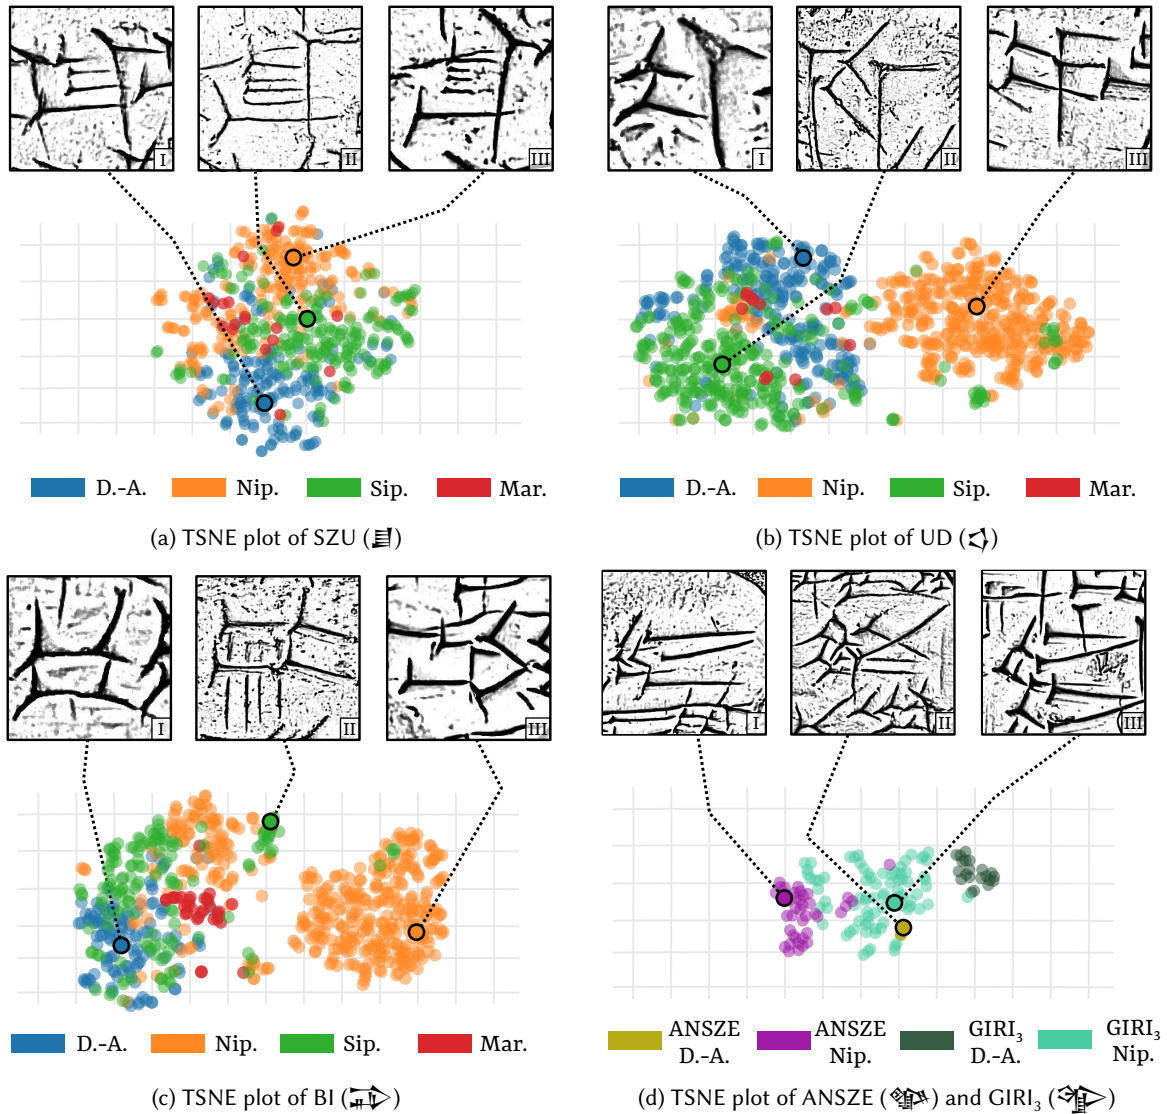 I II III
I II III
D.-A. Nip. Sip. Mar.
D.-A. Nip. Sip. Mar.
(a) TSNE plot of SZU (𒋗)
(b) TSNE plot of UD (𒌓)
I II III
I II III
D.-A. Nip. Sip. Mar.
ANSZE D.-A. ANSZE Nip. GIRI₃ D.-A. GIRI₃ Nip.
(c) TSNE plot of BI (𒁉)
(d) TSNE plot of ANSZE (𒀲) and GIRI₃ (𒄊)